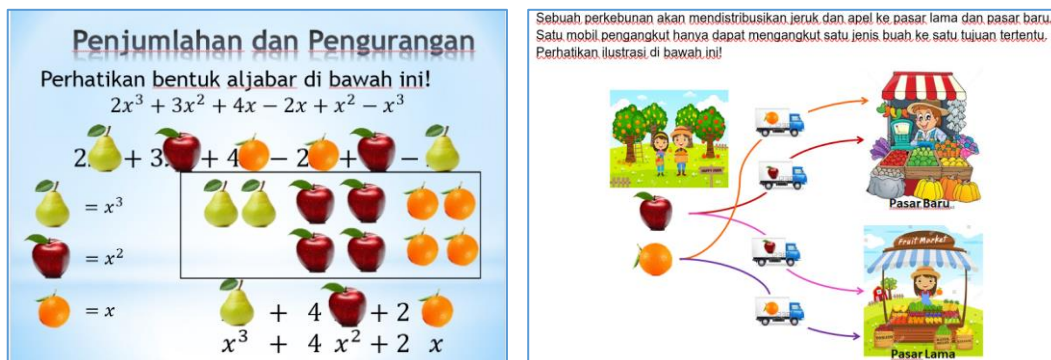 Penjumlahan dan Pengurangan
Perhatikan bentuk aljabar di bawah ini!
2x³ + 3x² + 4x − 2x + x² − x³
2 + 3 + 4 − 2 + −
= x³
= x²
= x
+ 4 + 2
x³ + 4 x² + 2 x
Sebuah perkebunan akan mendistribusikan jeruk dan apel ke pasar lama dan pasar baru.
Satu mobil pengangkut hanya dapat mengangkut satu jenis buah ke satu tujuan tertentu.
Perhatikan ilustrasi di bawah ini!
Pasar Baru
Fruit Market
Pasar Lama